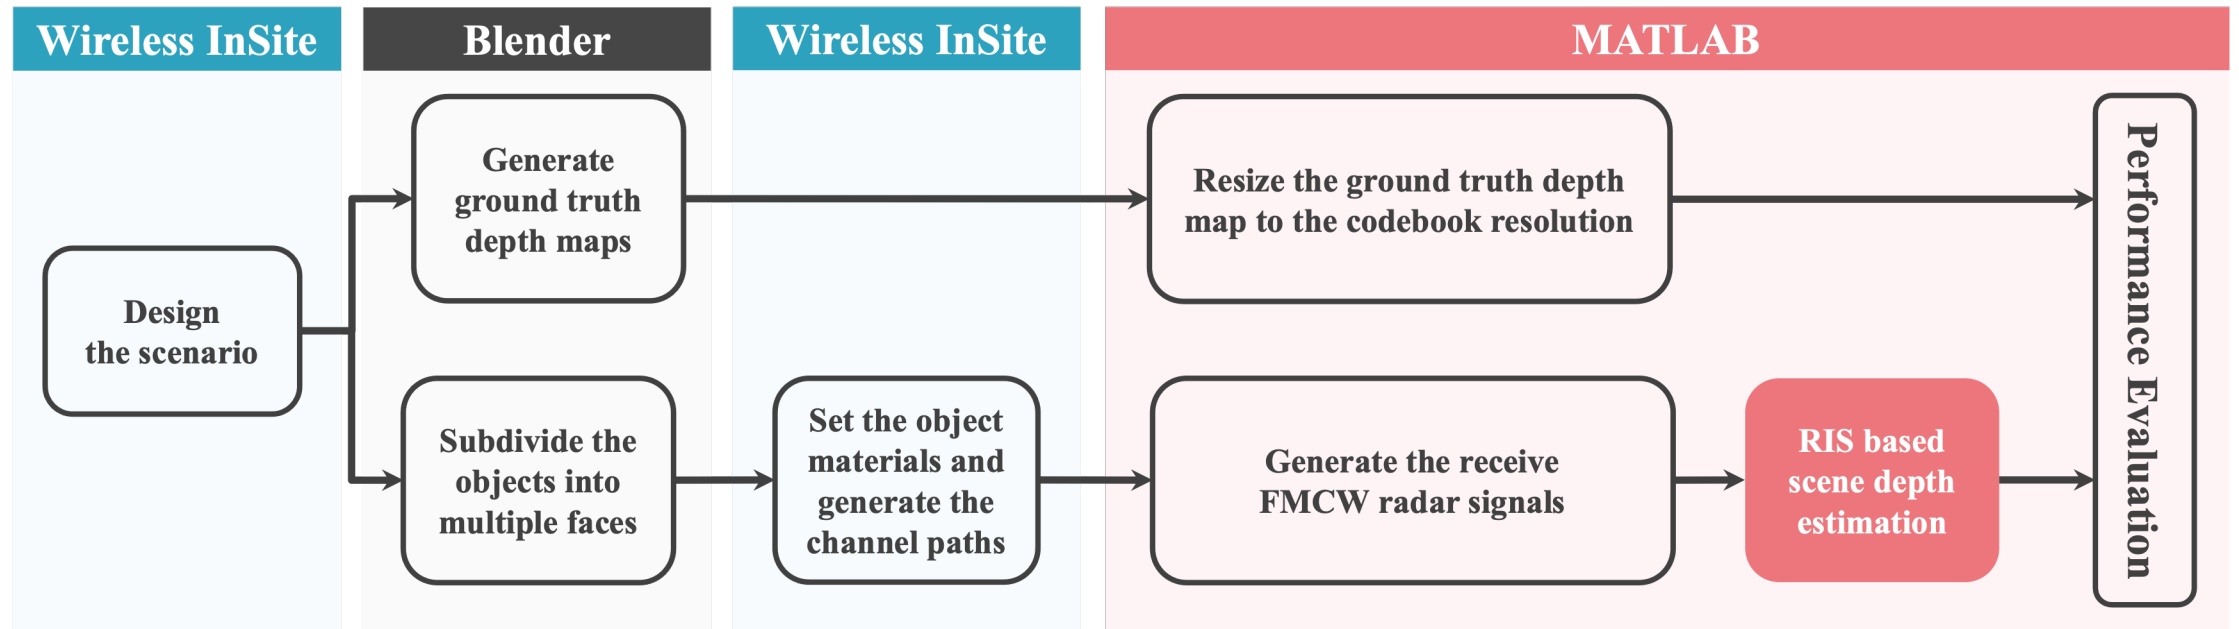 Wireless InSite
Blender
Wireless InSite
MATLAB
Design
the scenario
Generate
ground truth
depth maps
Resize the ground truth depth
map to the codebook resolution
Subdivide the
objects into
multiple faces
Set the object
materials and
generate the
channel paths
Generate the receive
FMCW radar signals
RIS based
scene depth
estimation
Performance Evaluation